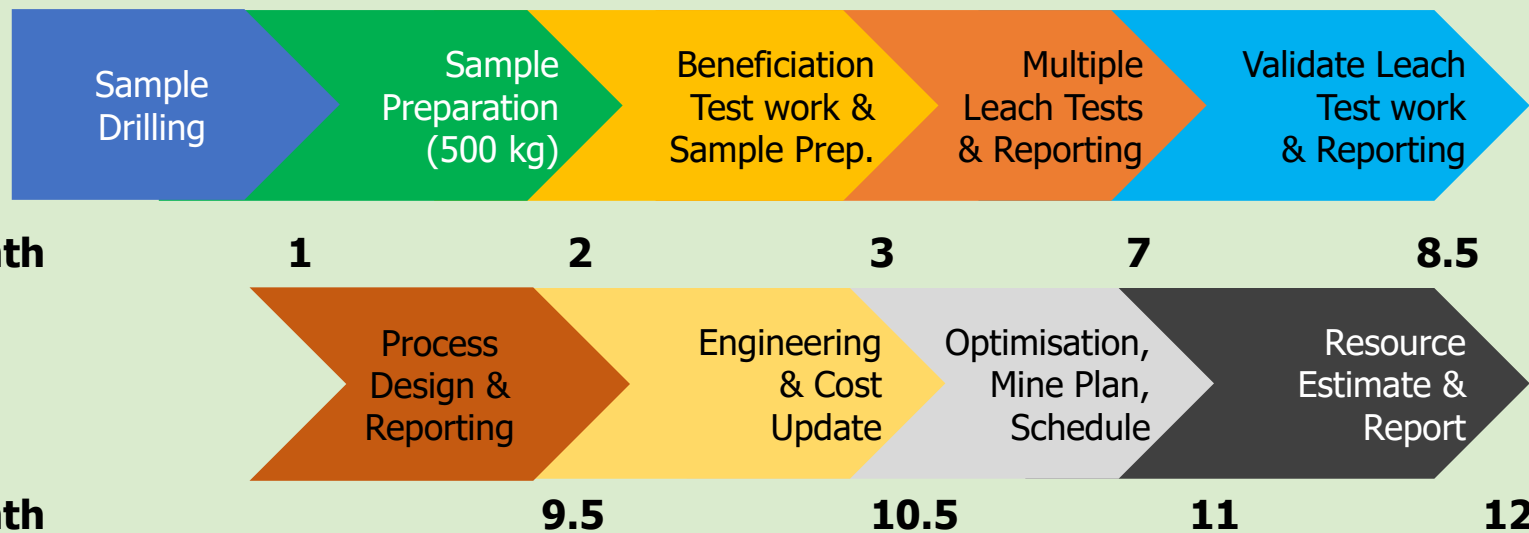 Sample
Drilling
Sample
Preparation
(500 kg)
Beneficiation
Test work &
Sample Prep.
Multiple
Leach Tests
& Reporting
Validate Leach
Test work
& Reporting
1 2 3 7 8.5
Process
Design &
Reporting
Engineering
& Cost
Update
Optimisation,
Mine Plan,
Schedule
Resource
Estimate &
Report
9.5 10.5 11 12